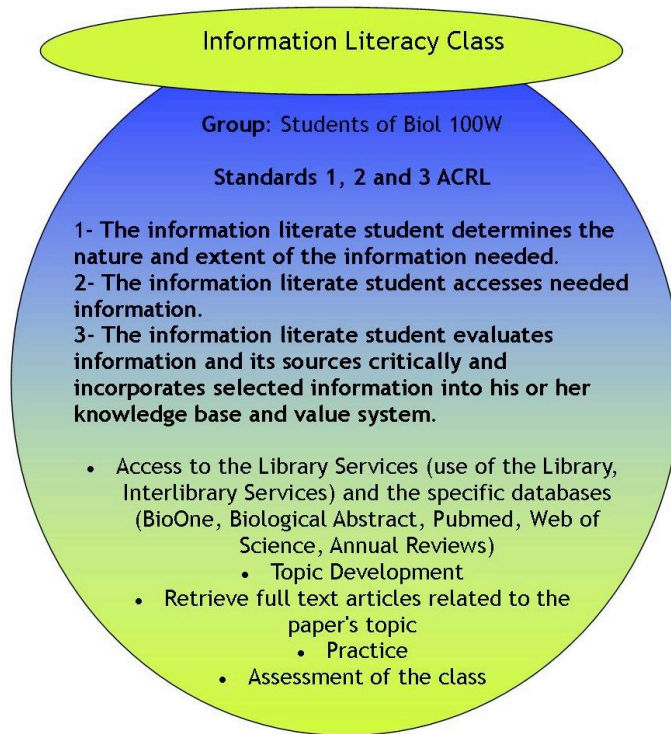 Information Literacy Class
Group: Students of Biol 100W
Standards 1, 2 and 3 ACRL
1- The information literate student determines the
nature and extent of the information needed.
2- The information literate student accesses needed
information.
3- The information literate student evaluates
information and its sources critically and
incorporates selected information into his or her
knowledge base and value system.
• Access to the Library Services (use of the Library,
Interlibrary Services) and the specific databases
(BioOne, Biological Abstract, Pubmed, Web of
Science, Annual Reviews)
• Topic Development
• Retrieve full text articles related to the
paper's topic
• Practice
• Assessment of the class